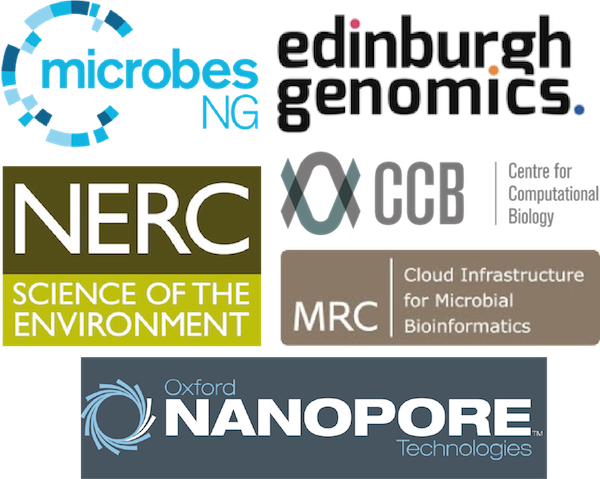 microbes
NG
edinburgh
genomics.
NERC
SCIENCE OF THE
ENVIRONMENT
CCB
Centre for
Computational
Biology
MRC
Cloud Infrastructure
for Microbial
Bioinformatics
Oxford
NANOPORE™
Technologies